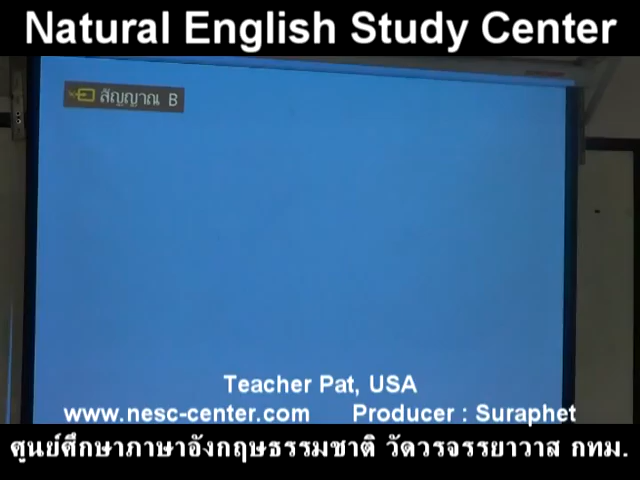 Natural English Study Center
สัญญาณ B
Teacher Pat, USA
www.nesc-center.com Producer : Suraphet
ศูนย์ศึกษาภาษาอังกฤษธรรมชาติ วัดวรจรรยาวาส กทม.